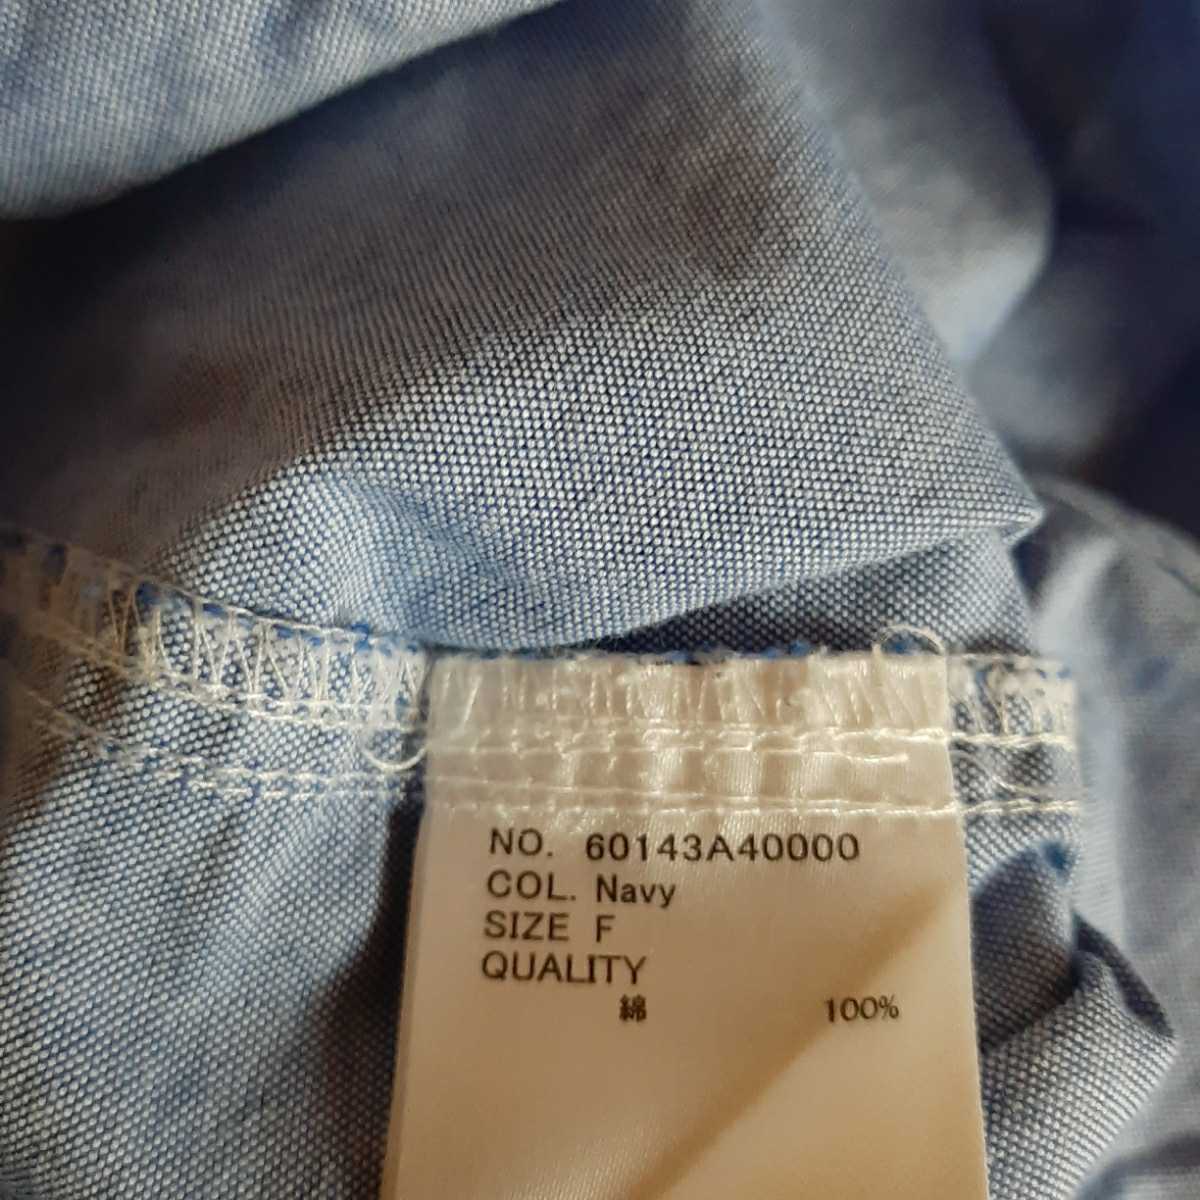 NO. 60143A40000
COL. Navy
SIZE F
QUALITY
綿 100%